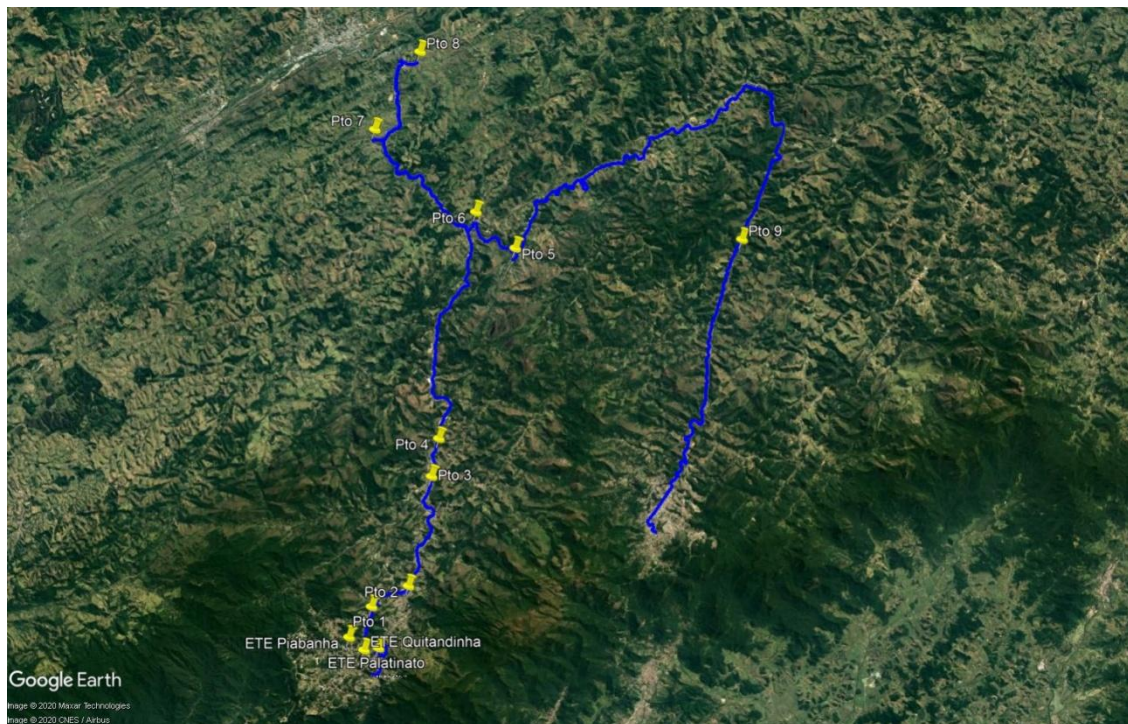 Pto 8
Pto 7
Pto 6
Pto 9
Pto 5
Pto 4
Pto 3
Pto 2
Pto 1
ETE Piabanha
ETE Quitandinha
ETE Palatinato
Google Earth
Image © 2020 Maxar Technologies
Image © 2020 CNES / Airbus